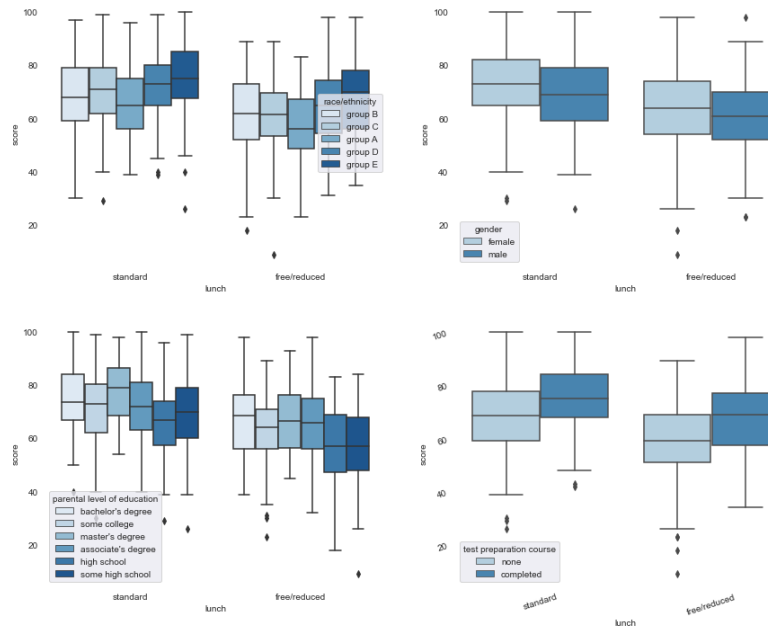 100
80
60
40
20
score
race/ethnicity
group B
group C
group A
group D
group E
standard
free/reduced
lunch
100
80
60
40
20
score
gender
female
male
standard
free/reduced
lunch
100
80
60
40
20
score
parental level of education
bachelor's degree
some college
master's degree
associate's degree
high school
some high school
standard
free/reduced
lunch
100
80
60
40
20
score
test preparation course
none
completed
standard
free/reduced
lunch